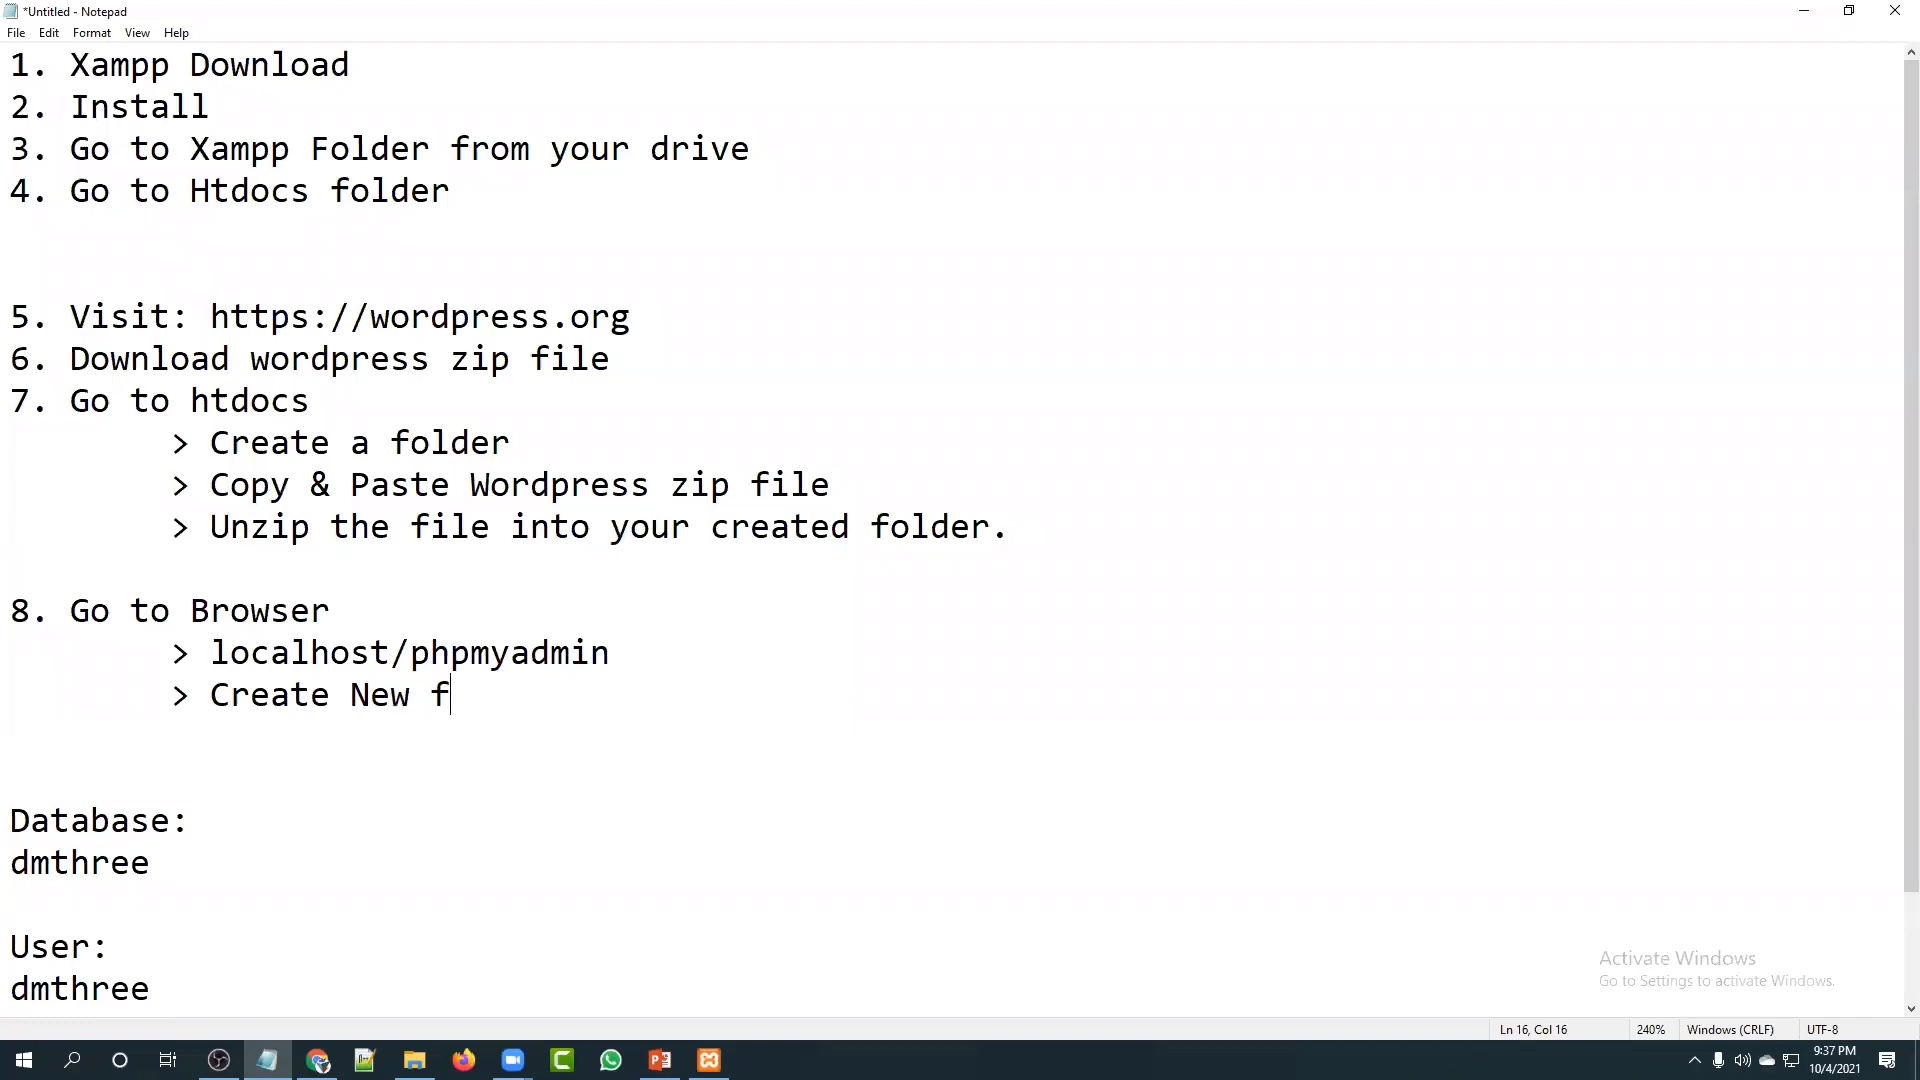 *Untitled - Notepad
File Edit Format View Help
1. Xampp Download
2. Install
3. Go to Xampp Folder from your drive
4. Go to Htdocs folder
5. Visit: https://wordpress.org
6. Download wordpress zip file
7. Go to htdocs
> Create a folder
> Copy & Paste Wordpress zip file
> Unzip the file into your created folder.
8. Go to Browser
> localhost/phpmyadmin
> Create New f
Database:
dmthree
User:
dmthree
Activate Windows
Go to Settings to activate Windows.
Ln 16, Col 16 240% Windows (CRLF) UTF-8
9:37 PM
10/4/2021